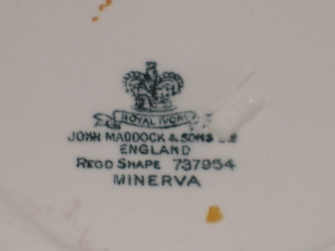 ROYAL IVORY
JOHN MADDOCK & SONS
ENGLAND
REGD SHAPE 737954
MINERVA